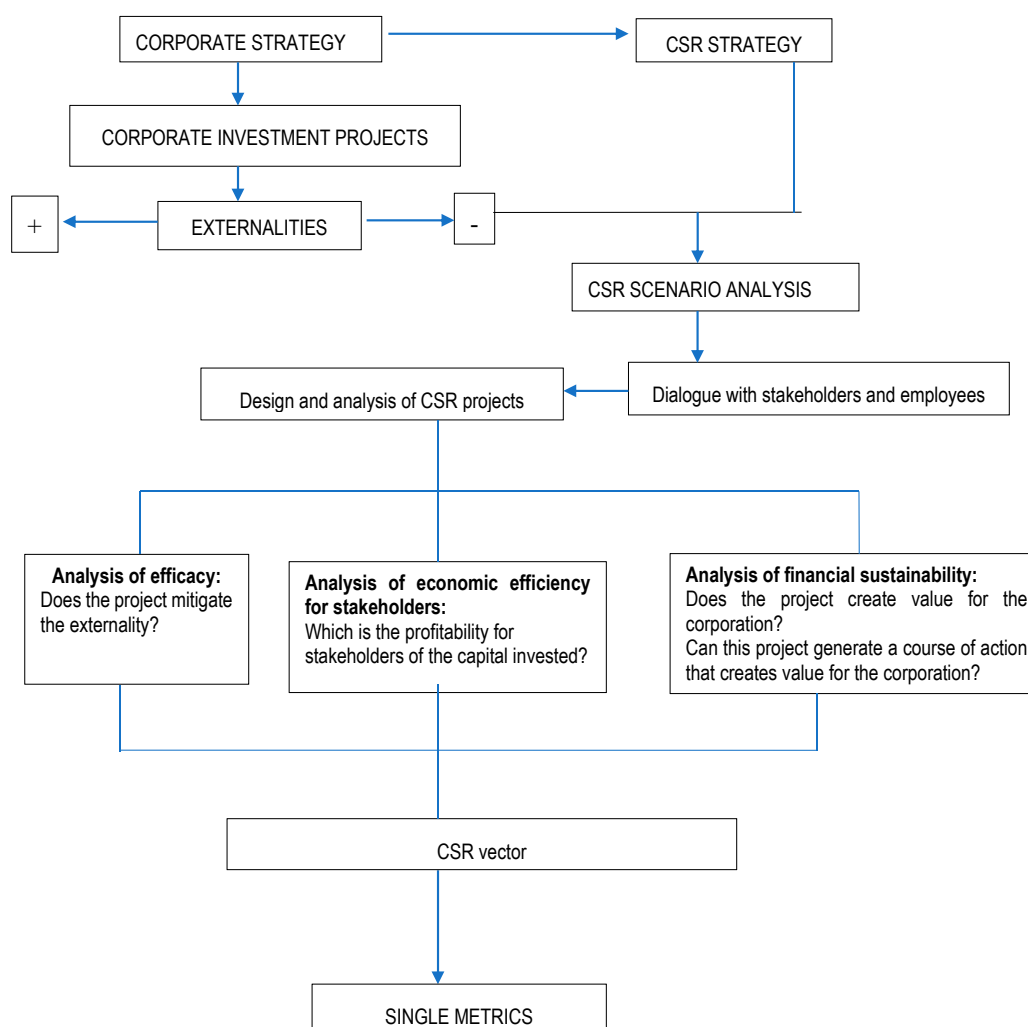 CORPORATE STRATEGY
CSR STRATEGY
CORPORATE INVESTMENT PROJECTS
+
EXTERNALITIES
-
CSR SCENARIO ANALYSIS
Design and analysis of CSR projects
Dialogue with stakeholders and employees
Analysis of efficacy:
Does the project mitigate
the externality?
Analysis of economic efficiency
for stakeholders:
Which is the profitability for
stakeholders of the capital invested?
Analysis of financial sustainability:
Does the project create value for the
corporation?
Can this project generate a course of action
that creates value for the corporation?
CSR vector
SINGLE METRICS